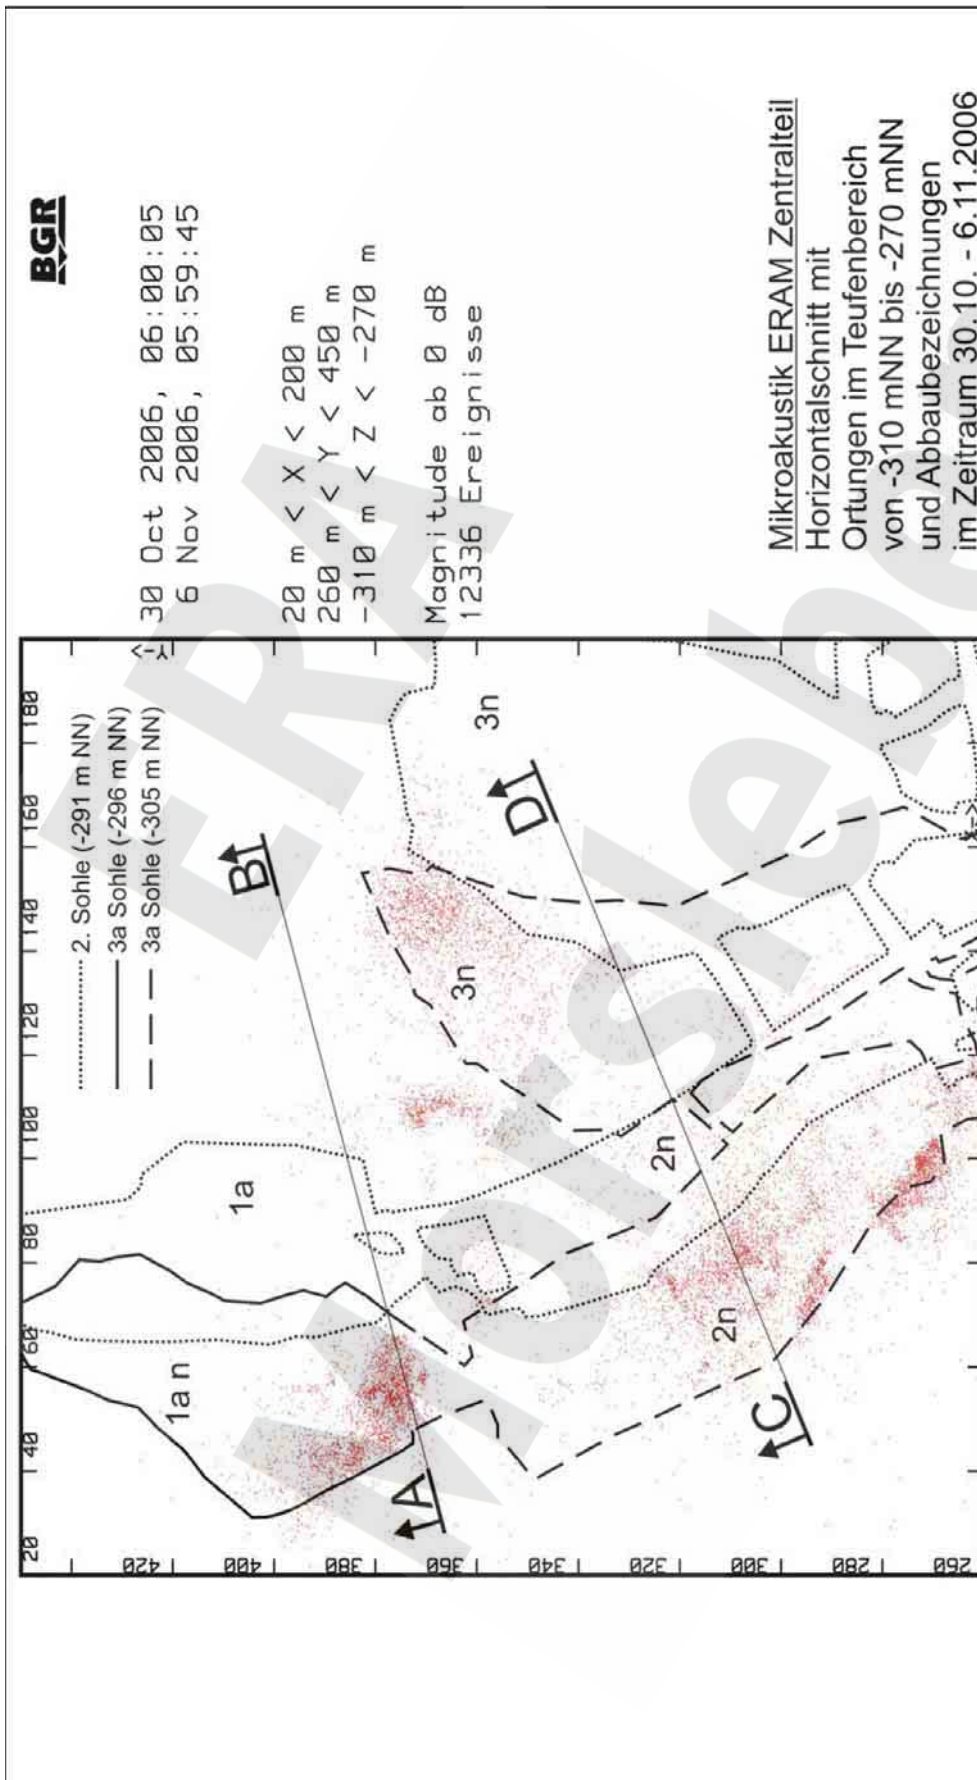 BGR
30 Oct 2006, 06:00:05
6 Nov 2006, 05:59:45
20 m < X < 200 m
260 m < Y < 450 m
-310 m < Z < -270 m
Magnitude ab 0 dB
12336 Ereignisse
Mikroakustik ERAM Zentralteil
Horizontalschnitt mit
Ortungen im Teufenbereich
von -310 mNN bis -270 mNN
und Abbaubezeichnungen
im Zeitraum 30.10. - 6.11.2006
2. Sohle (-291 m NN)
3a Sohle (-296 m NN)
3a Sohle (-305 m NN)
20 40 60 80 100 120 140 160 180
Y->
X->
420
400
380
360
340
320
300
280
260
1a
1a n
B
A
3n
3n
D
2n
2n
C
ERA
Morslebe